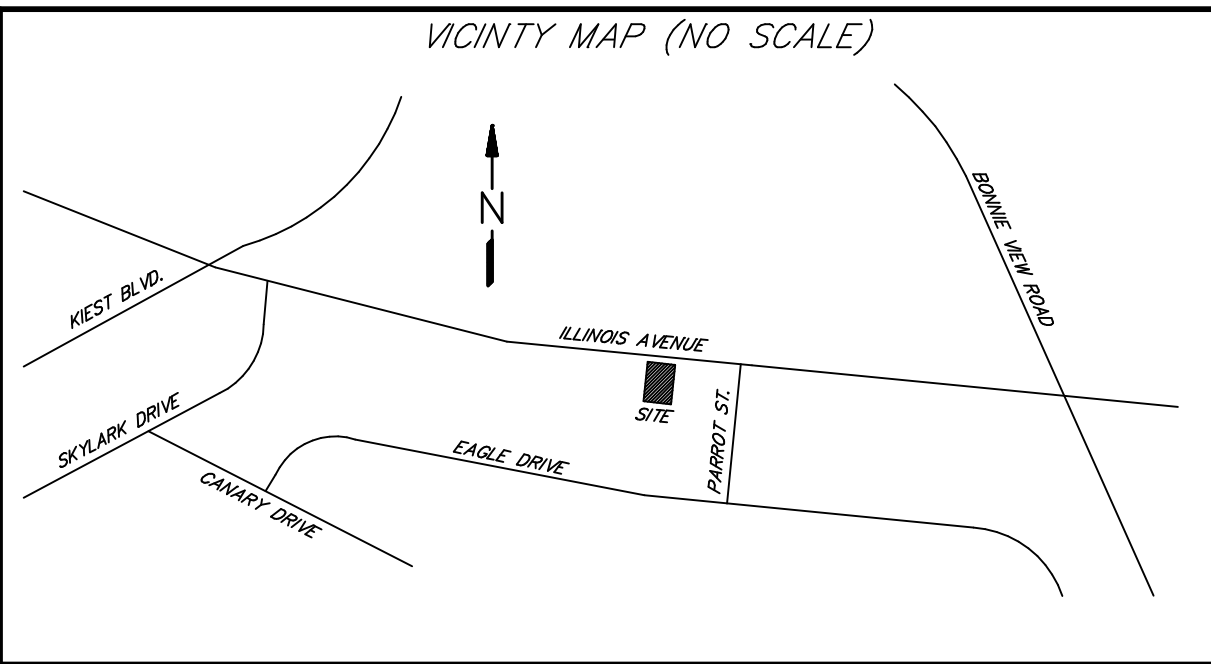 VICINTY MAP (NO SCALE)
N
BONNIE VIEW ROAD
KIEST BLVD.
ILLINOIS AVENUE
SITE
PARROT ST.
SKYLARK DRIVE
EAGLE DRIVE
CANARY DRIVE